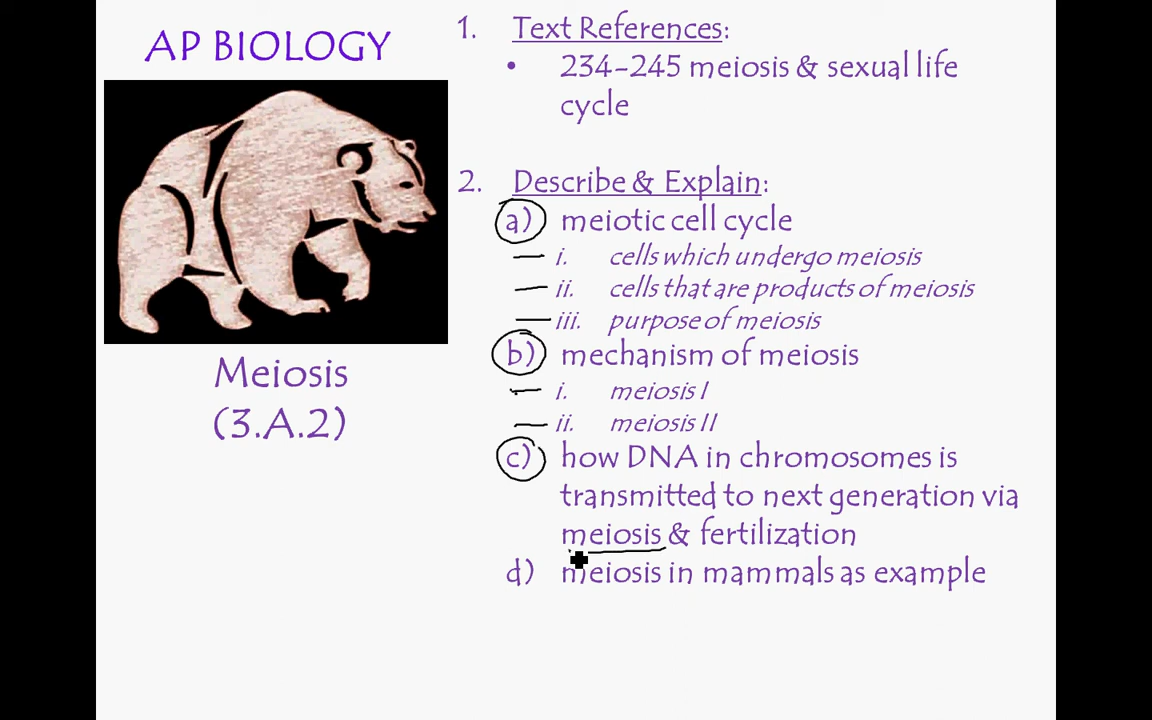 AP BIOLOGY
Meiosis
(3.A.2)
1. Text References:
• 234-245 meiosis & sexual life
cycle
2. Describe & Explain:
a) meiotic cell cycle
i. cells which undergo meiosis
ii. cells that are products of meiosis
iii. purpose of meiosis
b) mechanism of meiosis
i. meiosis I
ii. meiosis II
c) how DNA in chromosomes is
transmitted to next generation via
meiosis & fertilization
d) meiosis in mammals as example